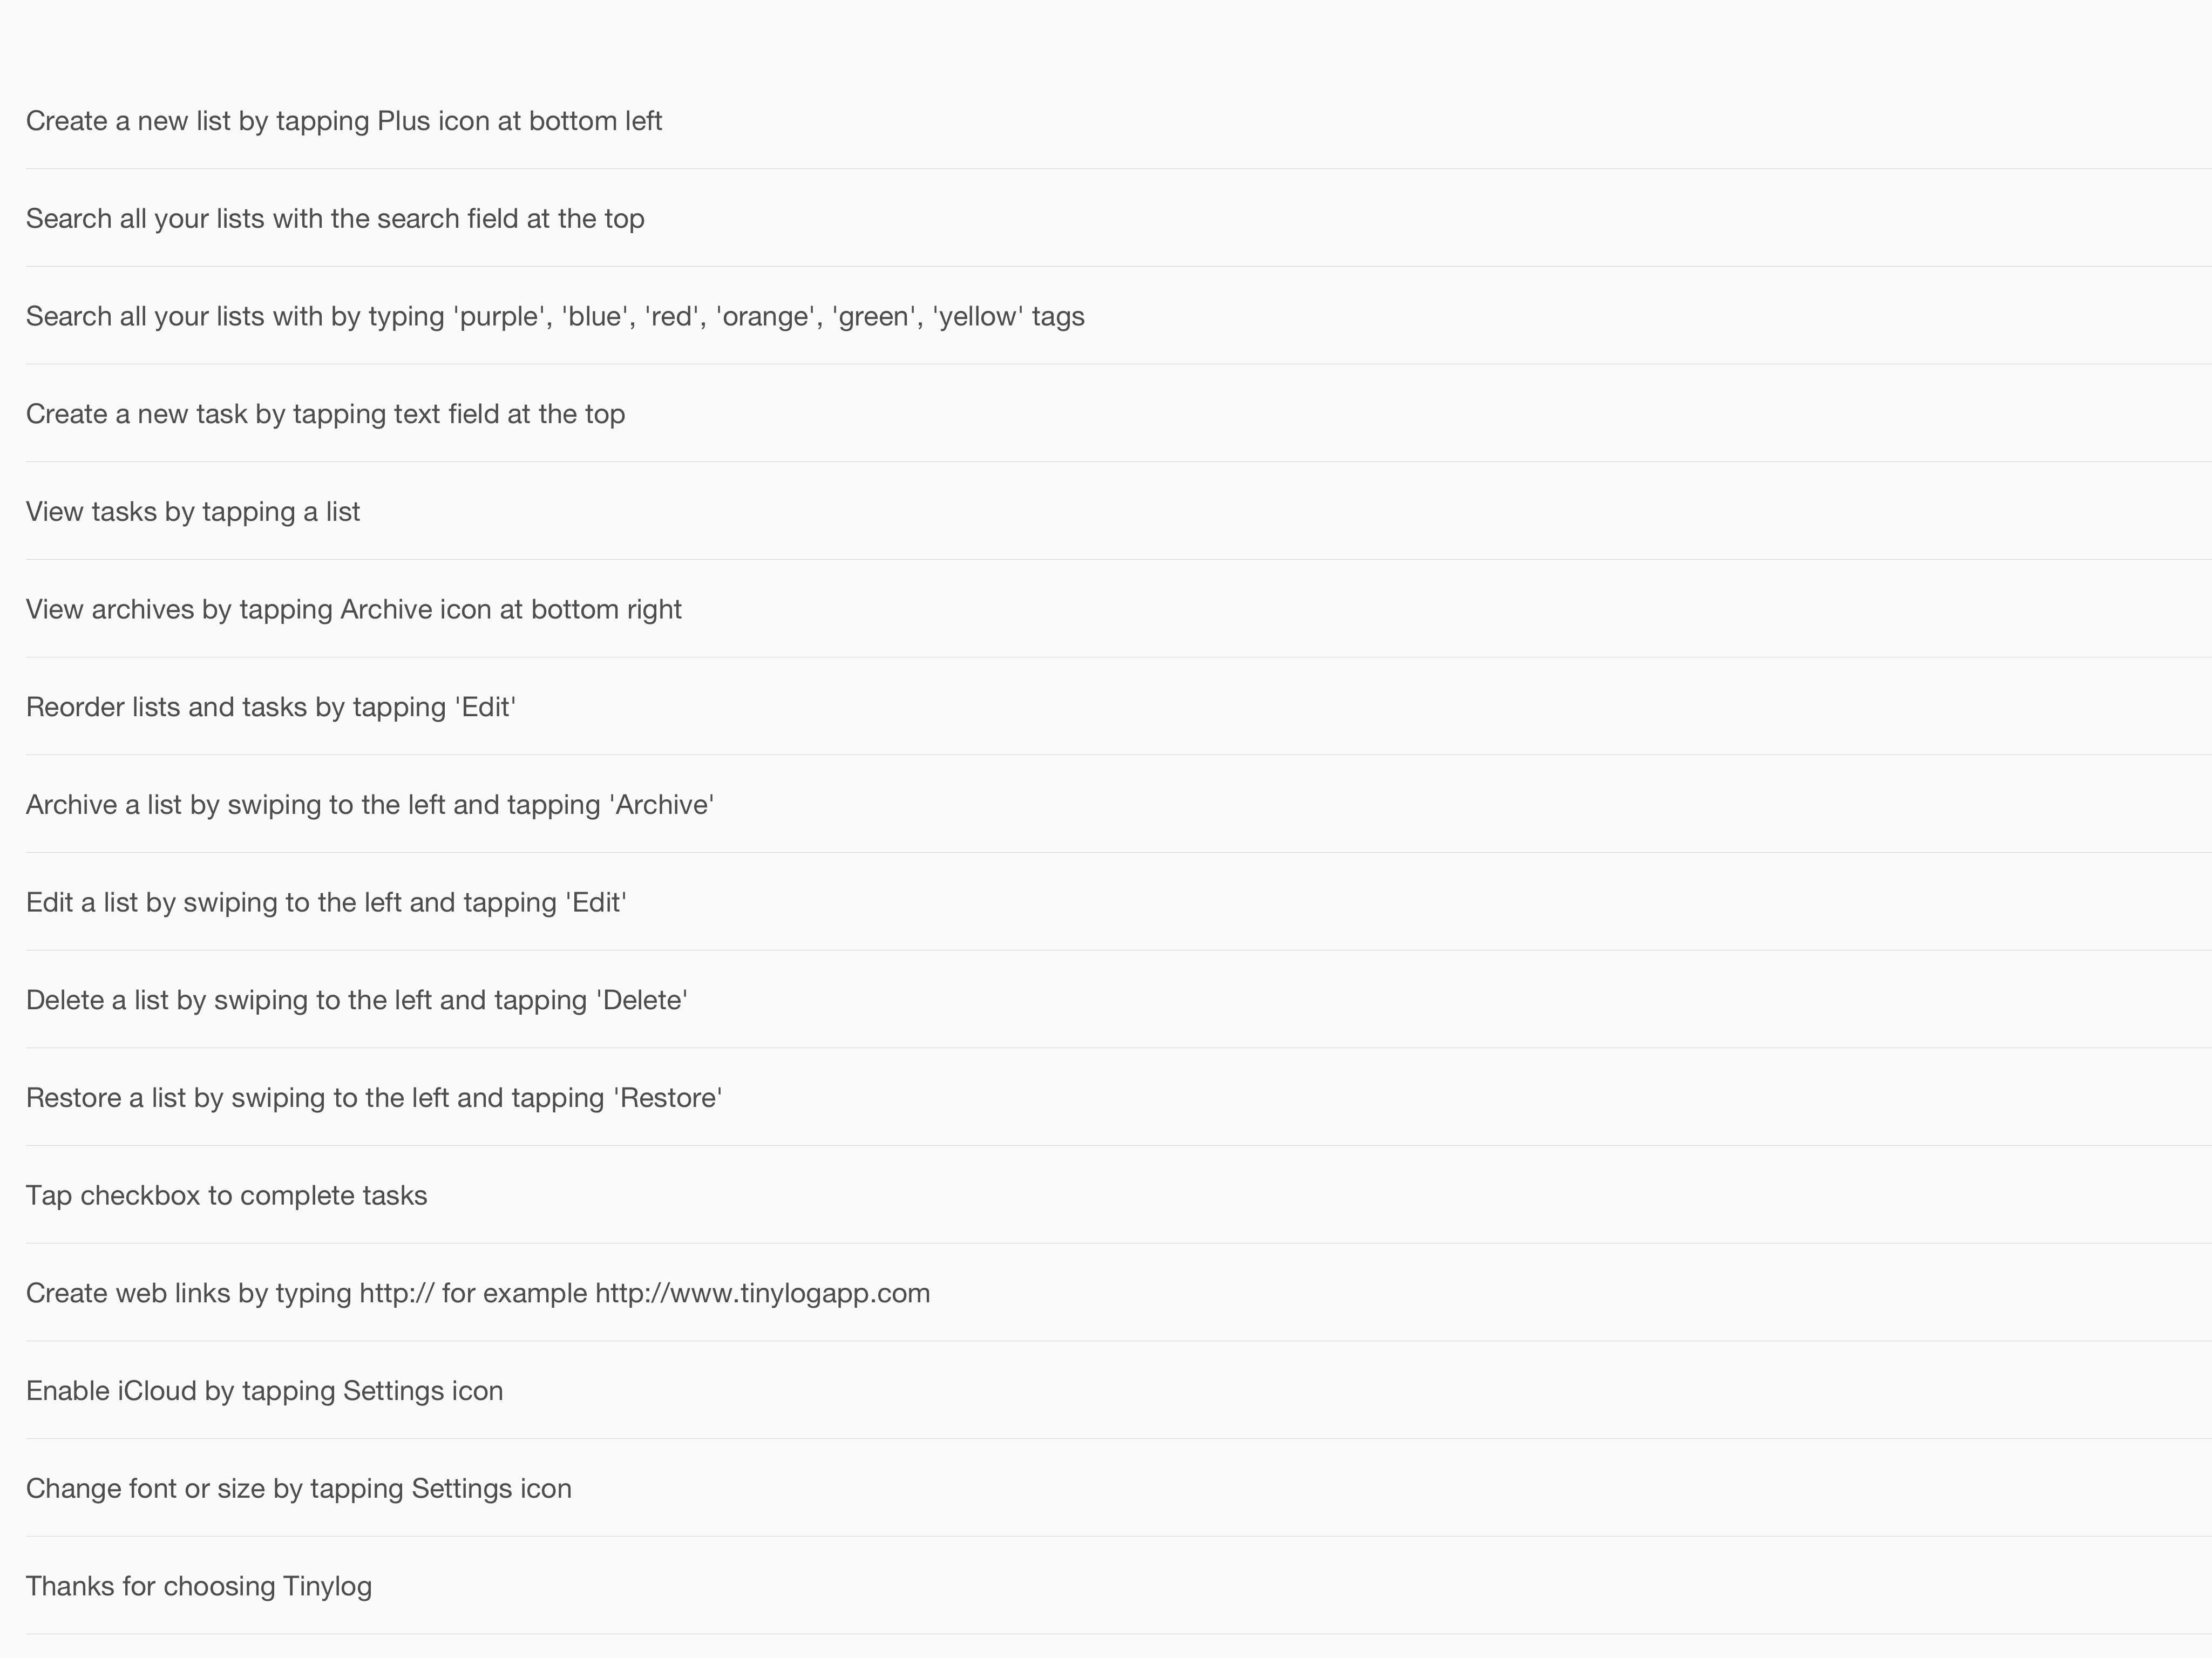 Create a new list by tapping Plus icon at bottom left
Search all your lists with the search field at the top
Search all your lists with by typing 'purple', 'blue', 'red', 'orange', 'green', 'yellow' tags
Create a new task by tapping text field at the top
View tasks by tapping a list
View archives by tapping Archive icon at bottom right
Reorder lists and tasks by tapping 'Edit'
Archive a list by swiping to the left and tapping 'Archive'
Edit a list by swiping to the left and tapping 'Edit'
Delete a list by swiping to the left and tapping 'Delete'
Restore a list by swiping to the left and tapping 'Restore'
Tap checkbox to complete tasks
Create web links by typing http:// for example http://www.tinylogapp.com
Enable iCloud by tapping Settings icon
Change font or size by tapping Settings icon
Thanks for choosing Tinylog